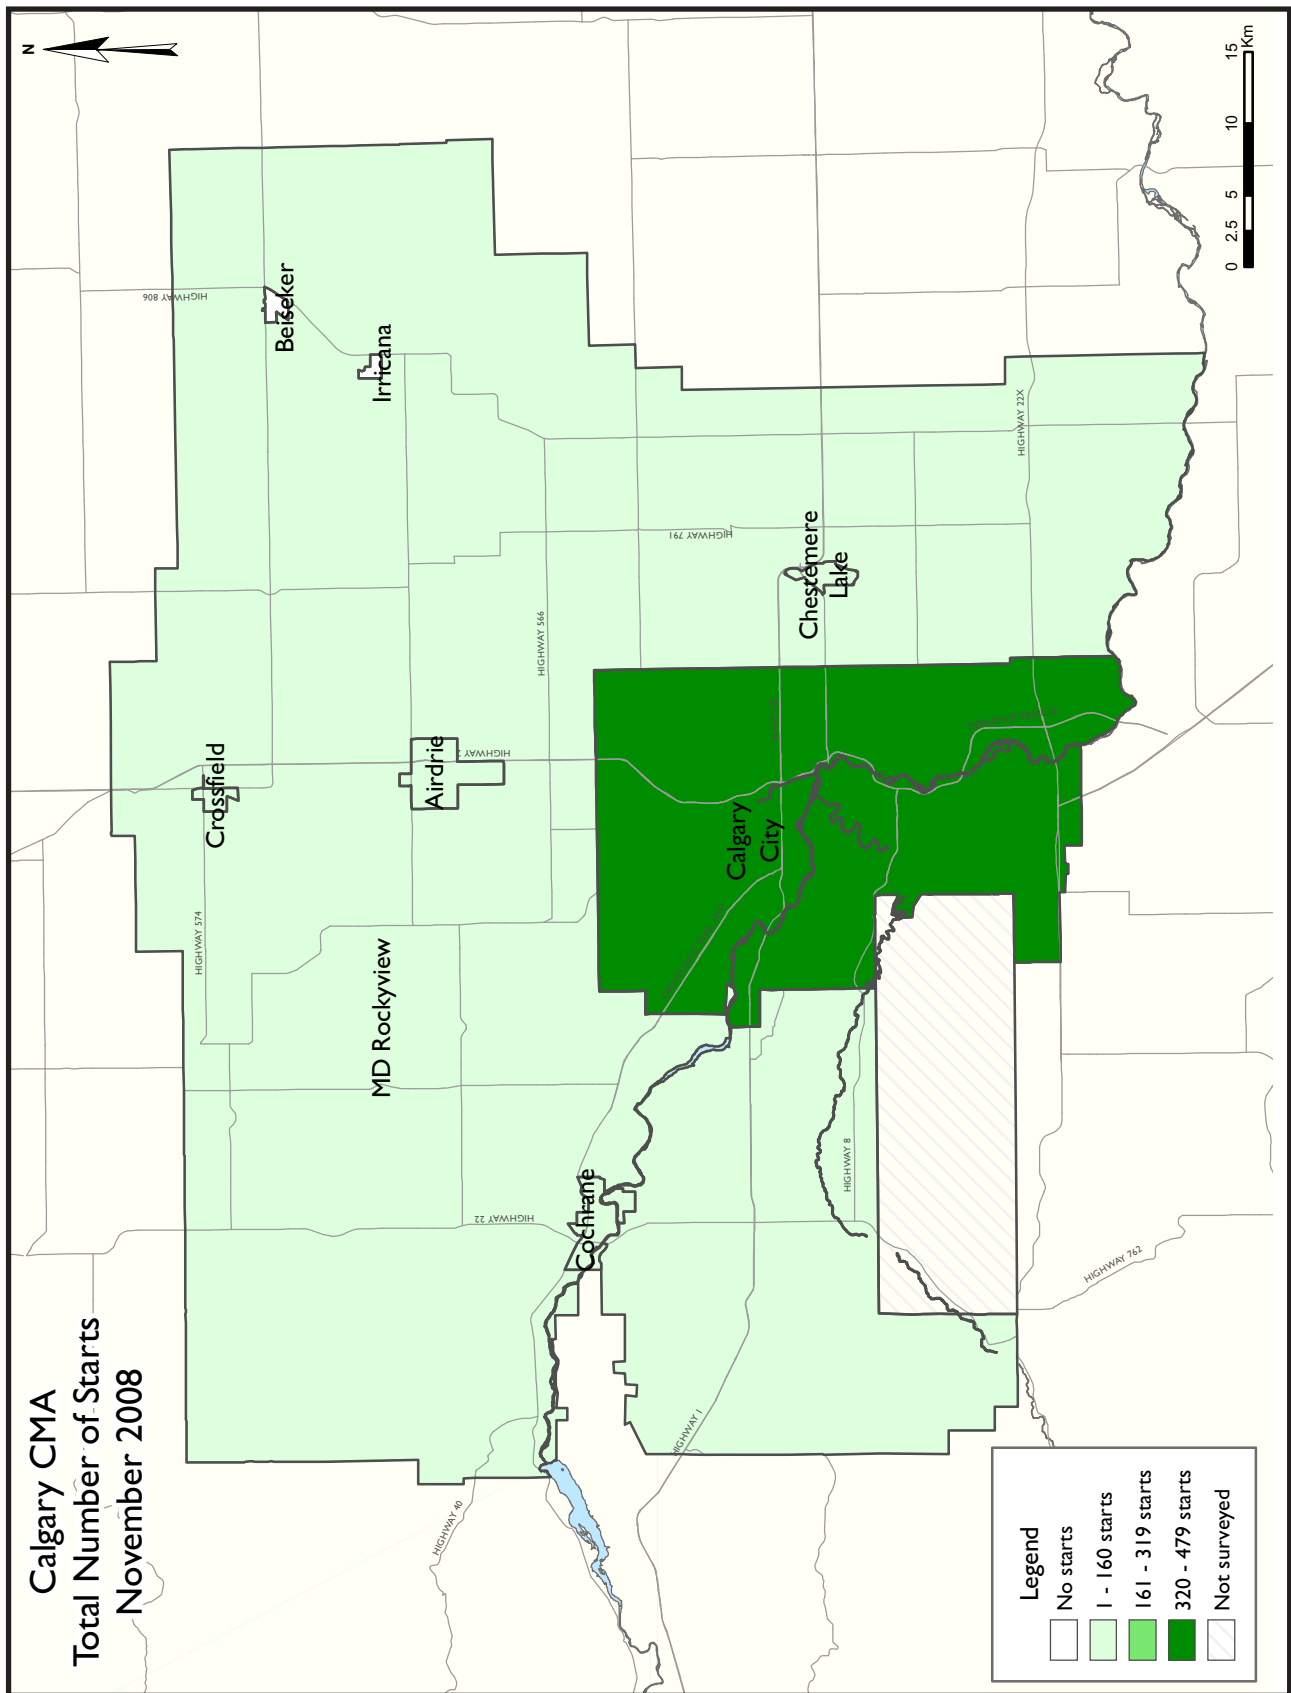 Calgary CMA
Total Number of Starts
November 2008
N
HIGHWAY 806
Beiseker
Irricana
Crossfield
HIGHWAY 574
Airdrie
HIGHWAY 2
HIGHWAY 566
MD Rockyview
HIGHWAY 791
Chestemere
Lake
HIGHWAY 22X
Calgary
City
HIGHWAY 22
Cochrane
HIGHWAY 8
HIGHWAY 1
HIGHWAY 40
HIGHWAY 762
Legend
No starts
1 - 160 starts
161 - 319 starts
320 - 479 starts
Not surveyed
0 2.5 5 10 15
Km